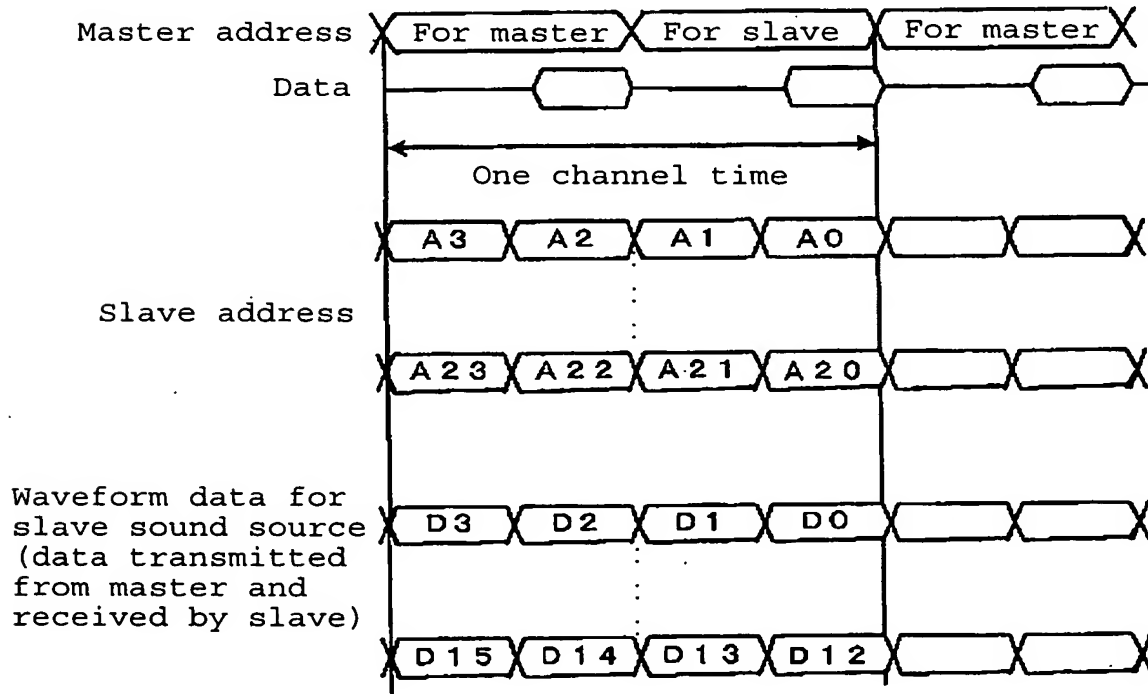 Master address For master For slave For master
Data
One channel time
A3 A2 A1 A0
Slave address
A23 A22 A21 A20
Waveform data for
slave sound source
(data transmitted
from master and
received by slave)
D3 D2 D1 D0
D15 D14 D13 D12